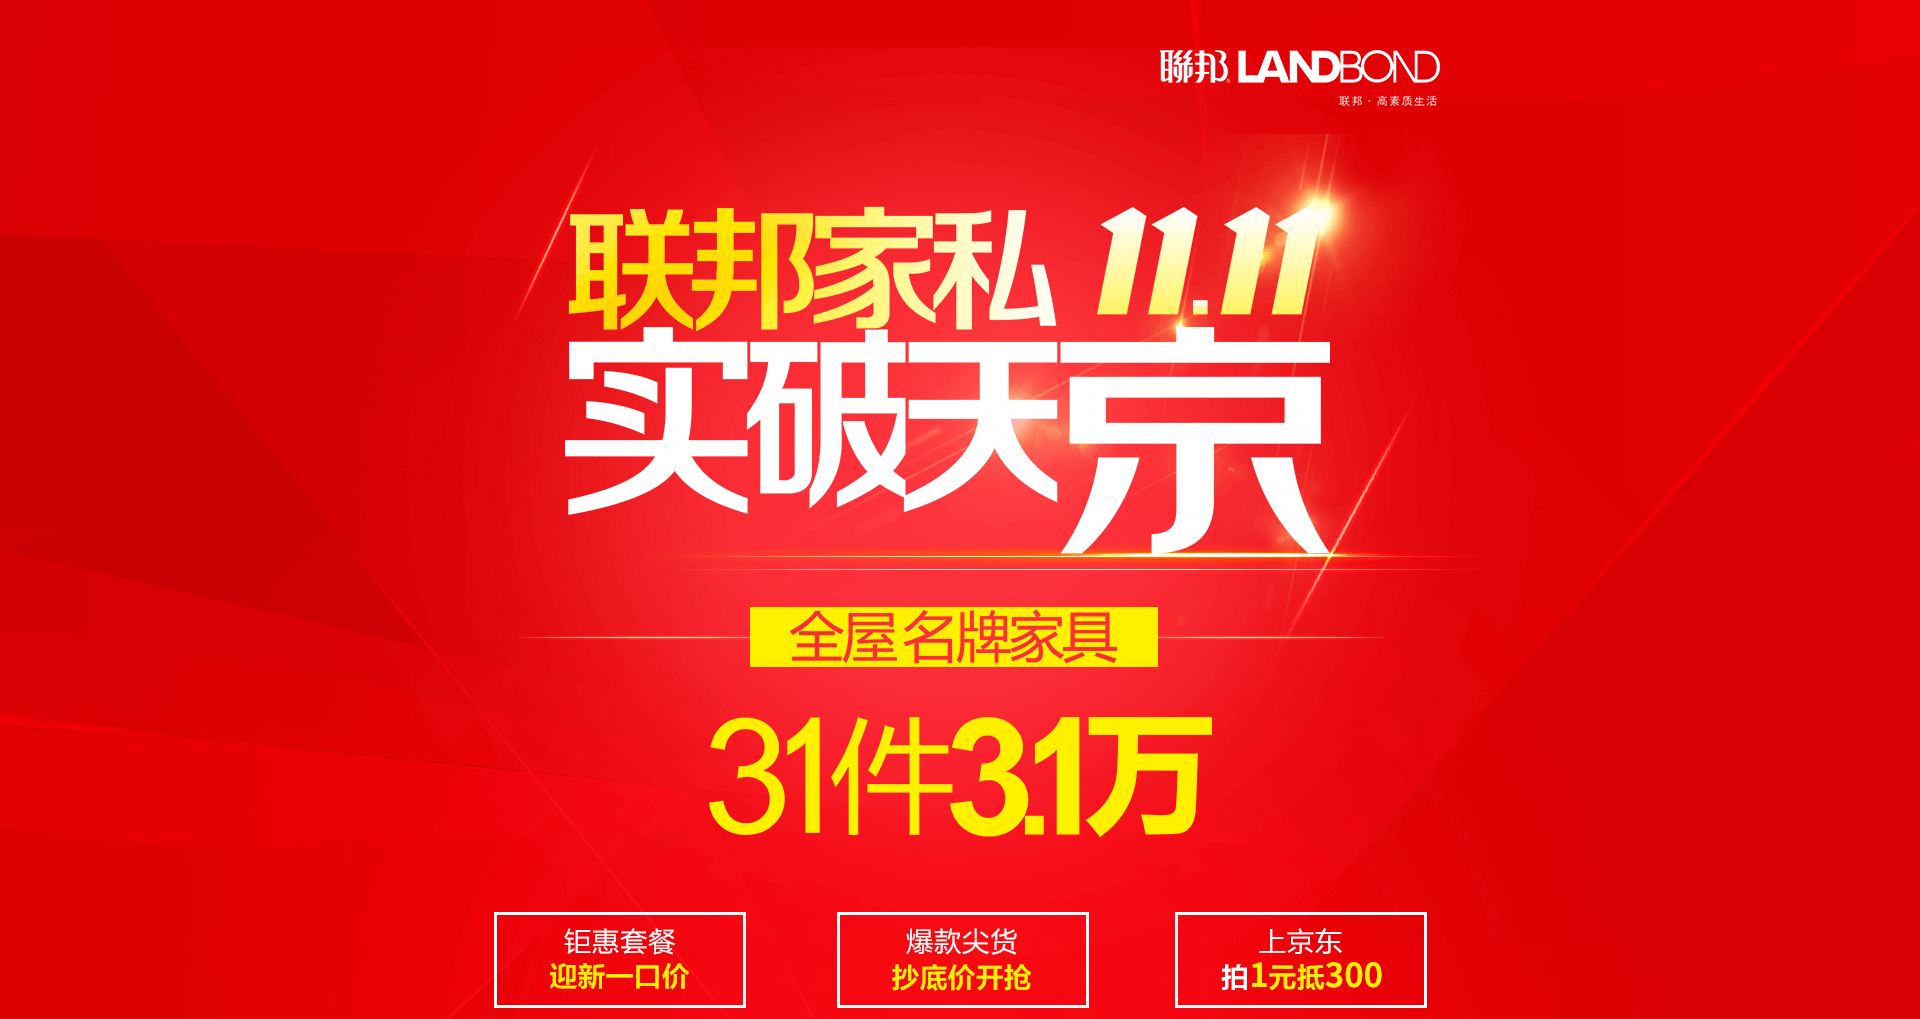 聯邦® LANDBOND
联邦·高素质生活
联邦家私 11.11
实破天京
全屋名牌家具
31件3.1万
钜惠套餐
迎新一口价
爆款尖货
抄底价开抢
上京东
拍1元抵300